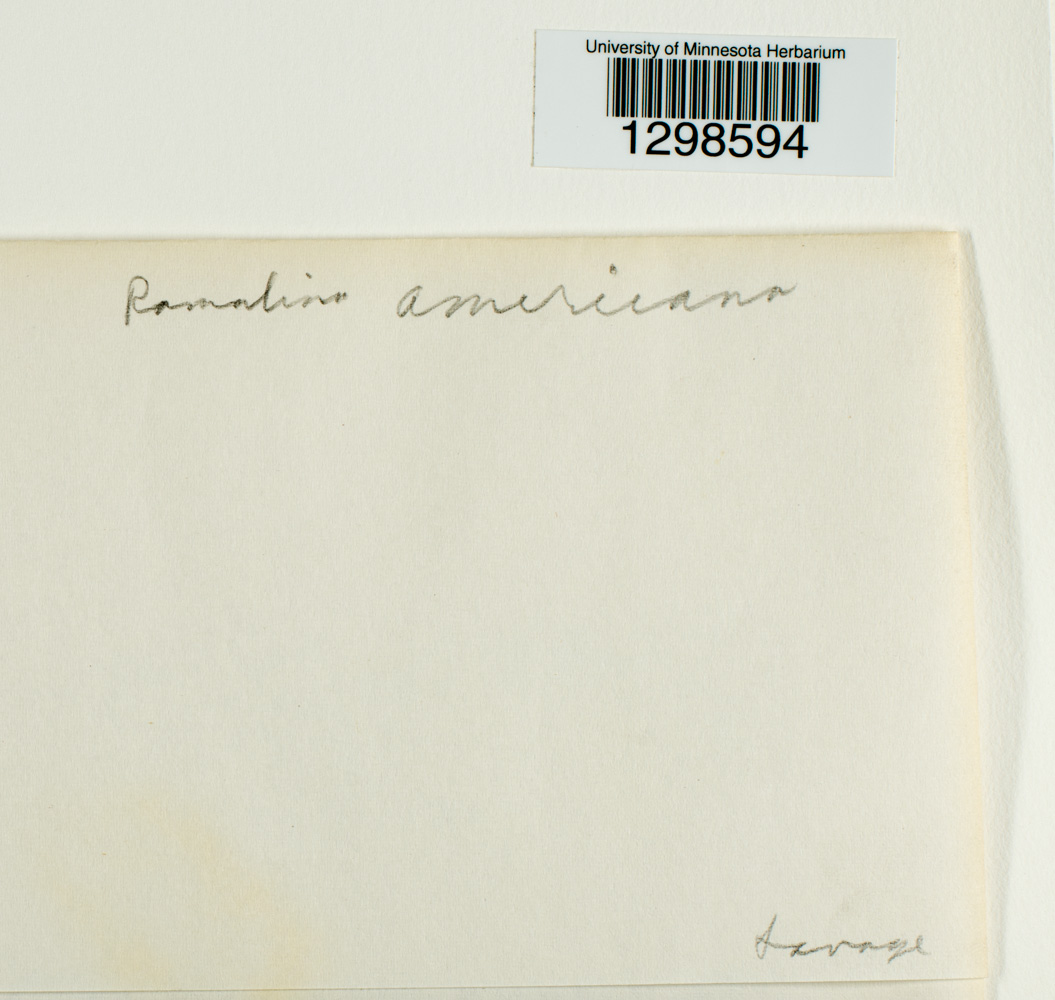 University of Minnesota Herbarium
1298594
Ramalina americana
Savage